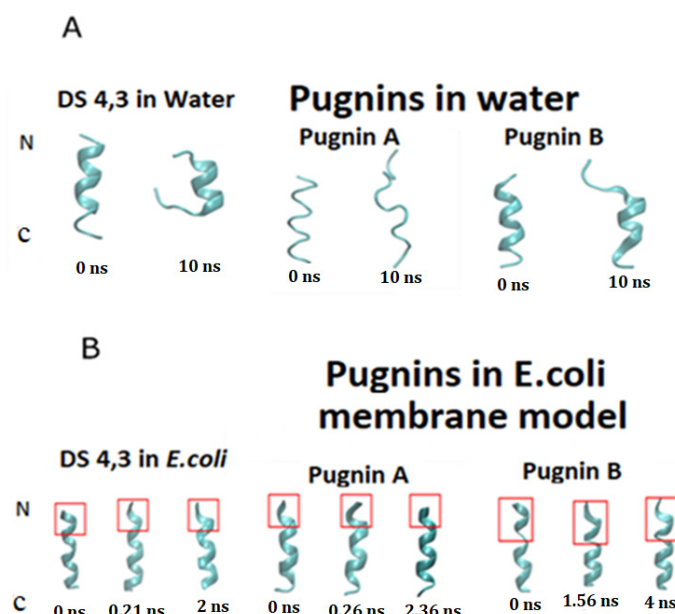 A
DS 4,3 in Water
Pugnins in water
Pugnin A
Pugnin B
N
C
0 ns
10 ns
0 ns
10 ns
0 ns
10 ns
B
Pugnins in E.coli
membrane model
DS 4,3 in E.coli
Pugnin A
Pugnin B
N
C
0 ns
0.21 ns
2 ns
0 ns
0.26 ns
2.36 ns
0 ns
1.56 ns
4 ns